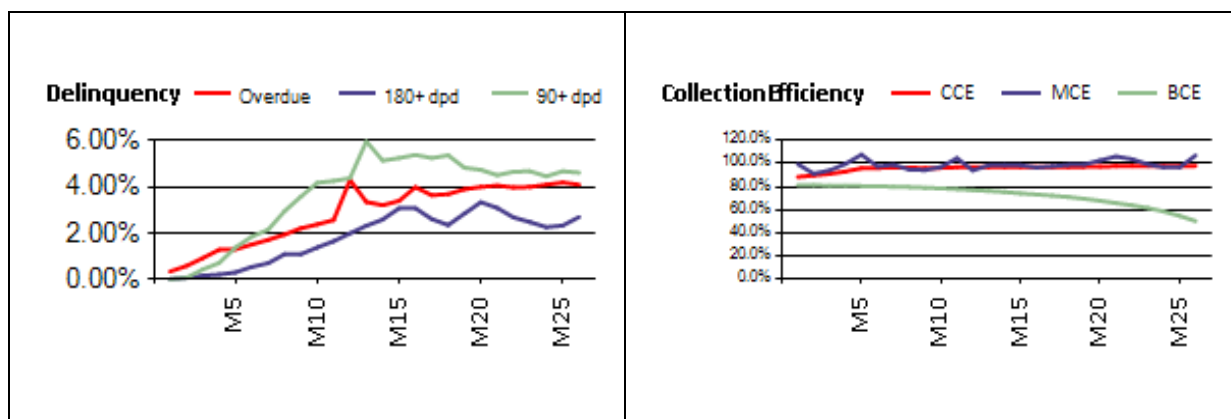 Delinquency Overdue 180+ dpd 90+ dpd
6.00%
4.00%
2.00%
0.00%
M5 M10 M15 M20 M25
Collection Efficiency CCE MCE BCE
120.0%
100.0%
80.0%
60.0%
40.0%
20.0%
0.0%
M5 M10 M15 M20 M25